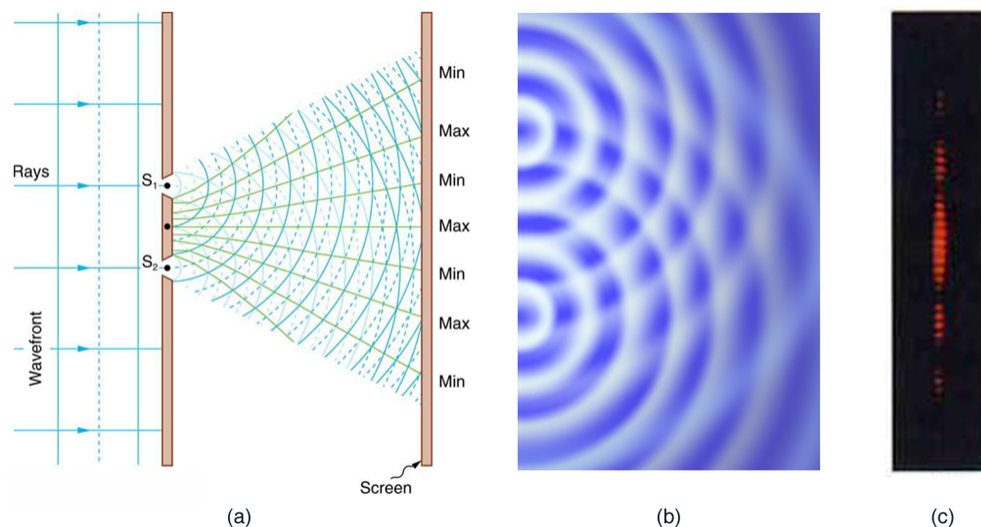 Min
Max
Rays
S₁
Min
Max
S₂
Min
Wavefront
Max
Min
Screen
(a)
(b)
(c)